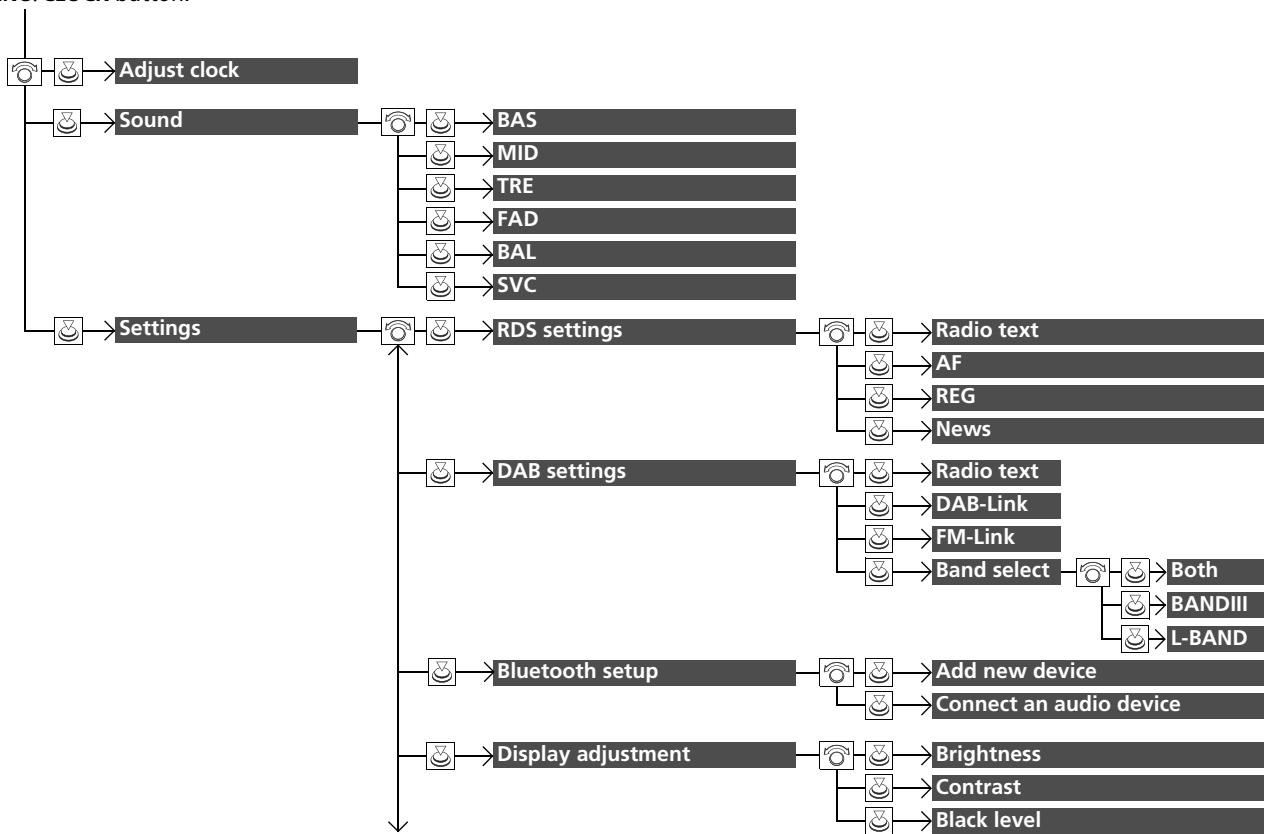 CLOCK button.
Adjust clock
Sound
BAS
MID
TRE
FAD
BAL
SVC
Settings
RDS settings
Radio text
AF
REG
News
DAB settings
Radio text
DAB-Link
FM-Link
Band select
Both
BANDIII
L-BAND
Bluetooth setup
Add new device
Connect an audio device
Display adjustment
Brightness
Contrast
Black level